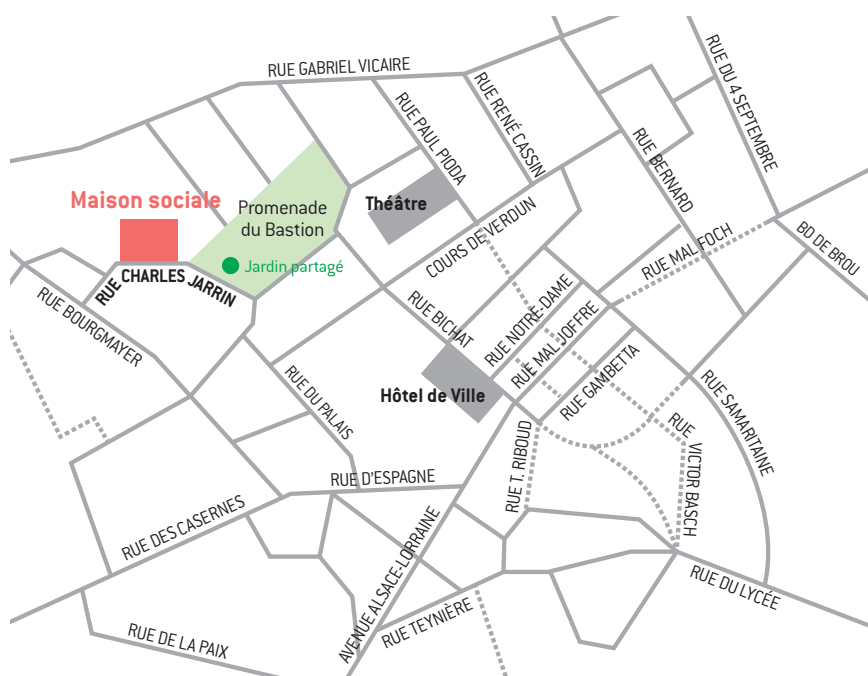 RUE GABRIEL VICAIRE
RUE DU 4 SEPTEMBRE
RUE PAUL PIODA
RUE RENÉ CASSIN
RUE BERNARD
Maison sociale
Théâtre
Promenade
du Bastion
Jardin partagé
COURS DE VERDUN
RUE MAL FOCH
BD DE BROU
RUE CHARLES JARRIN
RUE BOURGMAYER
RUE BICHAT
RUE NOTRE-DAME
RUE MAL JOFFRE
RUE GAMBETTA
Hôtel de Ville
RUE DU PALAIS
RUE SAMARITAINE
RUE VICTOR BASCH
RUE T. RIBOUD
RUE D'ESPAGNE
RUE DES CASERNES
AVENUE ALSACE-LORRAINE
RUE TEYNIÈRE
RUE DU LYCÉE
RUE DE LA PAIX